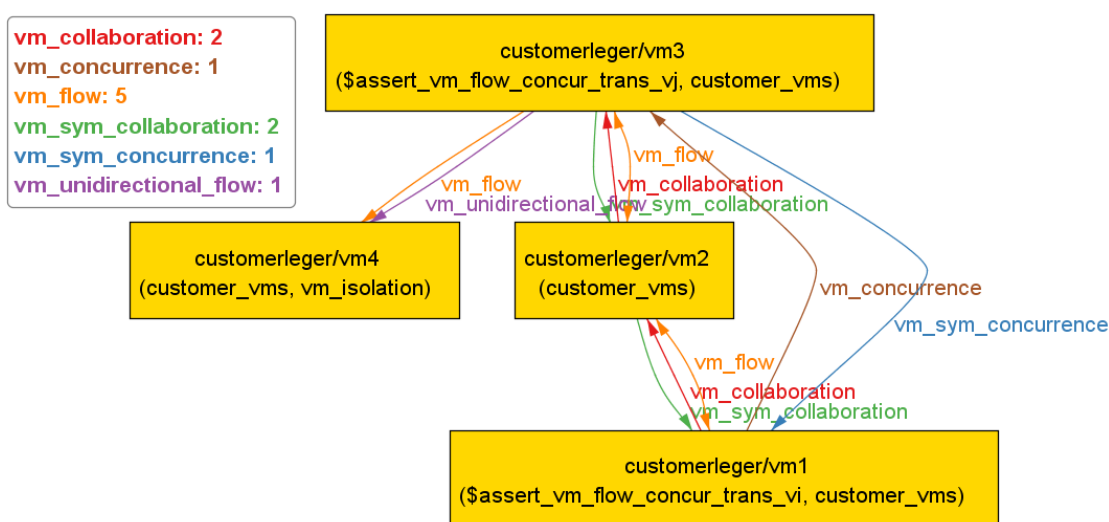 vm_collaboration: 2
vm_concurrence: 1
vm_flow: 5
vm_sym_collaboration: 2
vm_sym_concurrence: 1
vm_unidirectional_flow: 1
customerleger/vm3
($assert_vm_flow_concur_trans_vj, customer_vms)
vm_flow
vm_flow
vm_collaboration
vm_unidirectional_flow
vm_sym_collaboration
customerleger/vm4
(customer_vms, vm_isolation)
customerleger/vm2
(customer_vms)
vm_concurrence
vm_sym_concurrence
vm_flow
vm_collaboration
vm_sym_collaboration
customerleger/vm1
($assert_vm_flow_concur_trans_vi, customer_vms)